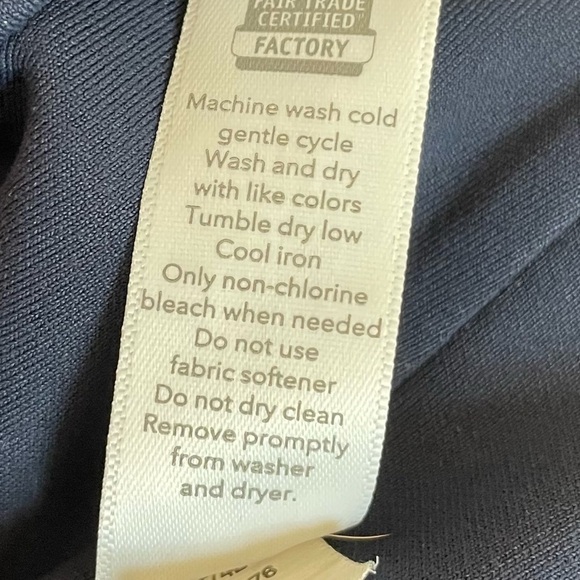 FAIR TRADE
CERTIFIED™
FACTORY
Machine wash cold
gentle cycle
Wash and dry
with like colors
Tumble dry low
Cool iron
Only non-chlorine
bleach when needed
Do not use
fabric softener
Do not dry clean
Remove promptly
from washer
and dryer.